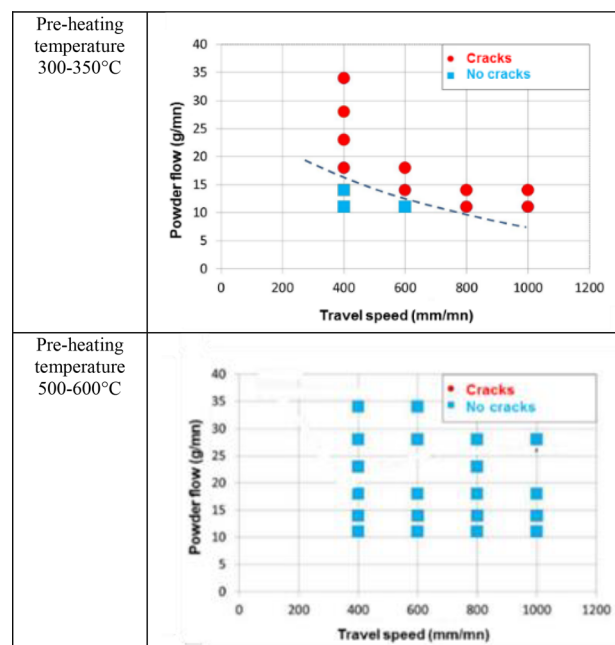 Pre-heating
temperature
300-350°C
Powder flow (g/mn)
40
35
30
25
20
15
10
5
0
Cracks
No cracks
0 200 400 600 800 1000 1200
Travel speed (mm/mn)
Pre-heating
temperature
500-600°C
Powder flow (g/mn)
40
35
30
25
20
15
10
5
0
Cracks
No cracks
0 200 400 600 800 1000 1200
Travel speed (mm/mn)